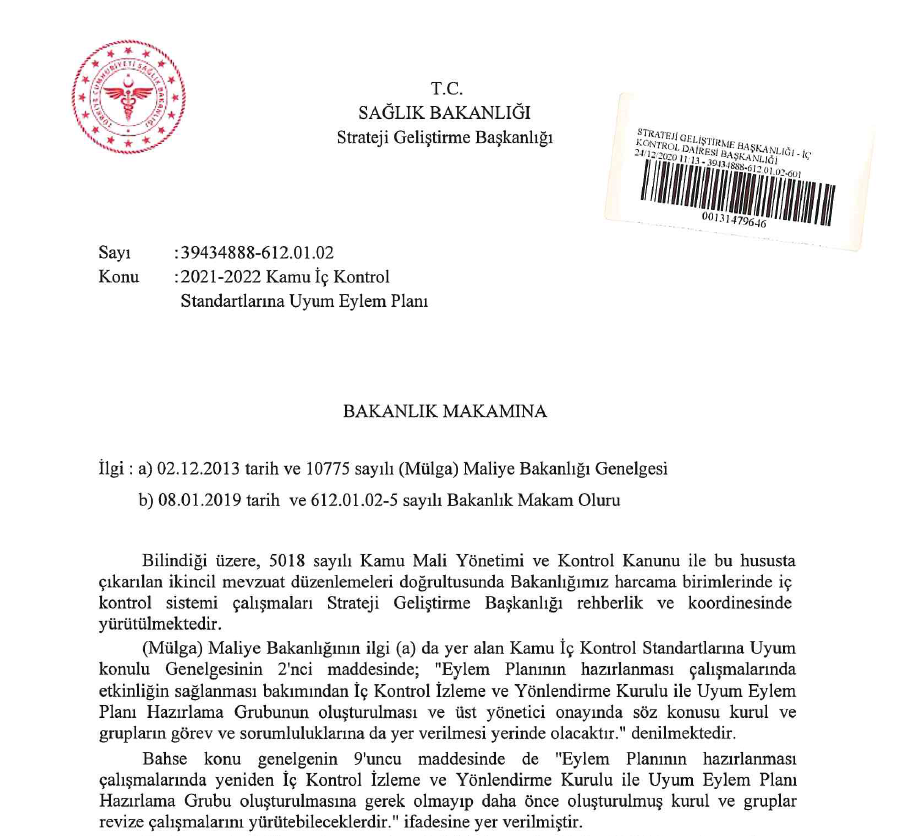 TÜRKİYE CUMHURİYETİ SAĞLIK BAKANLIĞI
T.C.
SAĞLIK BAKANLIĞI
Strateji Geliştirme Başkanlığı
STRATEJİ GELİŞTİRME BAŞKANLIĞI - İÇ
KONTROL DAİRESİ BAŞKANLIĞI
24/12/2020 11:13 - 39434888-612.01.02-601
00131479646
Sayı :39434888-612.01.02
Konu :2021-2022 Kamu İç Kontrol
Standartlarına Uyum Eylem Planı
BAKANLIK MAKAMINA
İlgi : a) 02.12.2013 tarih ve 10775 sayılı (Mülga) Maliye Bakanlığı Genelgesi
b) 08.01.2019 tarih ve 612.01.02-5 sayılı Bakanlık Makam Oluru
Bilindiği üzere, 5018 sayılı Kamu Mali Yönetimi ve Kontrol Kanunu ile bu hususta
çıkarılan ikincil mevzuat düzenlemeleri doğrultusunda Bakanlığımız harcama birimlerinde iç
kontrol sistemi çalışmaları Strateji Geliştirme Başkanlığı rehberlik ve koordinesinde
yürütülmektedir.
(Mülga) Maliye Bakanlığının ilgi (a) da yer alan Kamu İç Kontrol Standartlarına Uyum
konulu Genelgesinin 2'nci maddesinde; "Eylem Planının hazırlanması çalışmalarında
etkinliğin sağlanması bakımından İç Kontrol İzleme ve Yönlendirme Kurulu ile Uyum Eylem
Planı Hazırlama Grubunun oluşturulması ve üst yönetici onayında söz konusu kurul ve
grupların görev ve sorumluluklarına da yer verilmesi yerinde olacaktır." denilmektedir.
Bahse konu genelgenin 9'uncu maddesinde de "Eylem Planının hazırlanması
çalışmalarında yeniden İç Kontrol İzleme ve Yönlendirme Kurulu ile Uyum Eylem Planı
Hazırlama Grubu oluşturulmasına gerek olmayıp daha önce oluşturulmuş kurul ve gruplar
revize çalışmalarını yürütebileceklerdir." ifadesine yer verilmiştir.